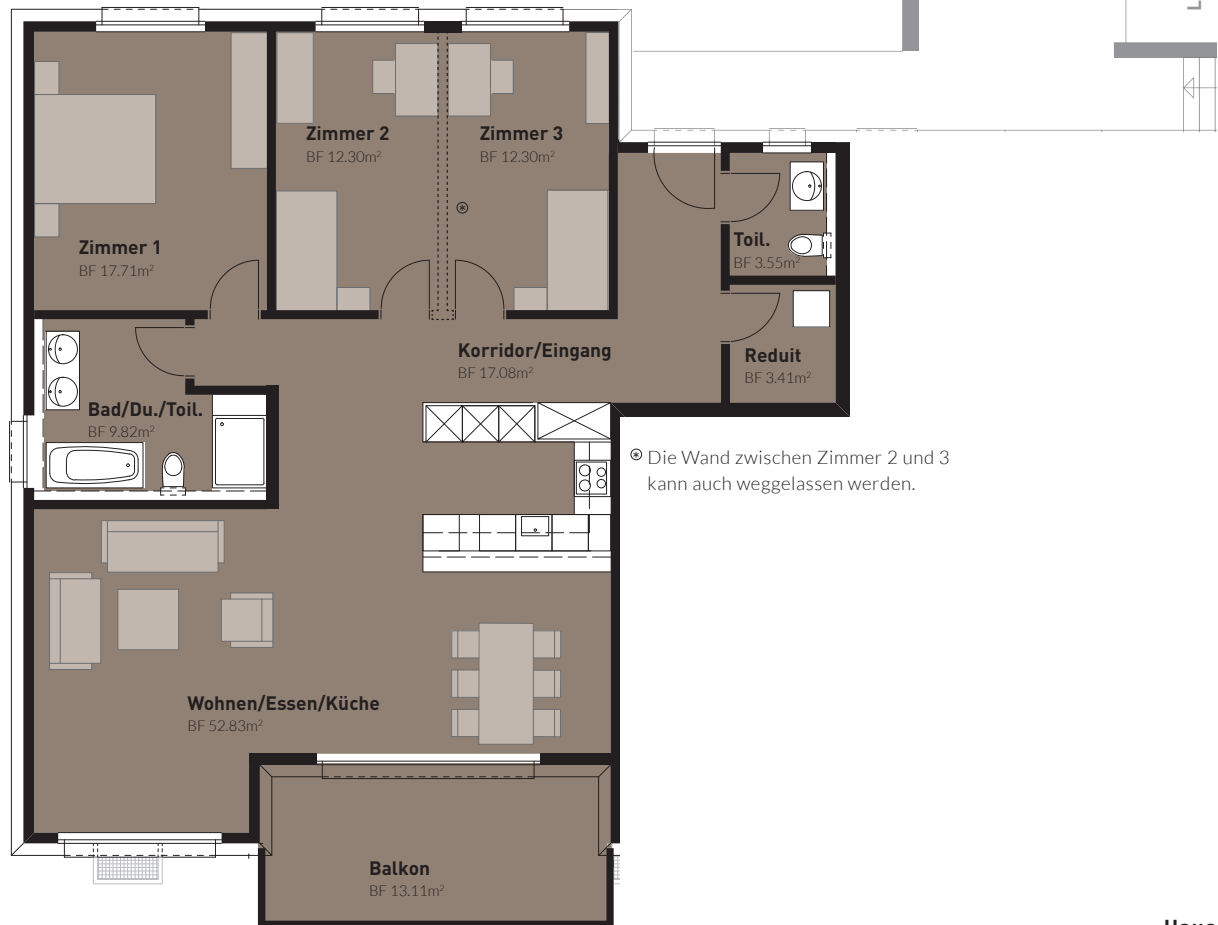 Zimmer 2
BF 12.30m²
Zimmer 3
BF 12.30m²
Zimmer 1
BF 17.71m²
Toil.
BF 3.55m²
Korridor/Eingang
BF 17.08m²
Reduit
BF 3.41m²
Bad/Du./Toil.
BF 9.82m²
Die Wand zwischen Zimmer 2 und 3
kann auch weggelassen werden.
Wohnen/Essen/Küche
BF 52.83m²
Balkon
BF 13.11m²